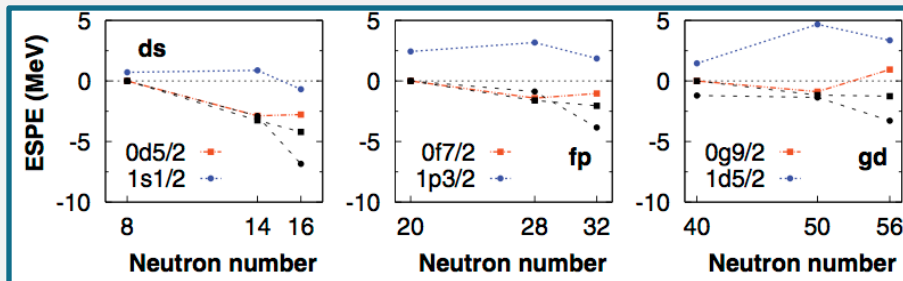 ESPE (MeV)
5
0
-5
-10
ds
0d5/2
1s1/2
8
14
16
Neutron number
5
0
-5
-10
0f7/2
1p3/2
fp
20
28
32
Neutron number
5
0
-5
-10
0g9/2
1d5/2
gd
40
50
56
Neutron number